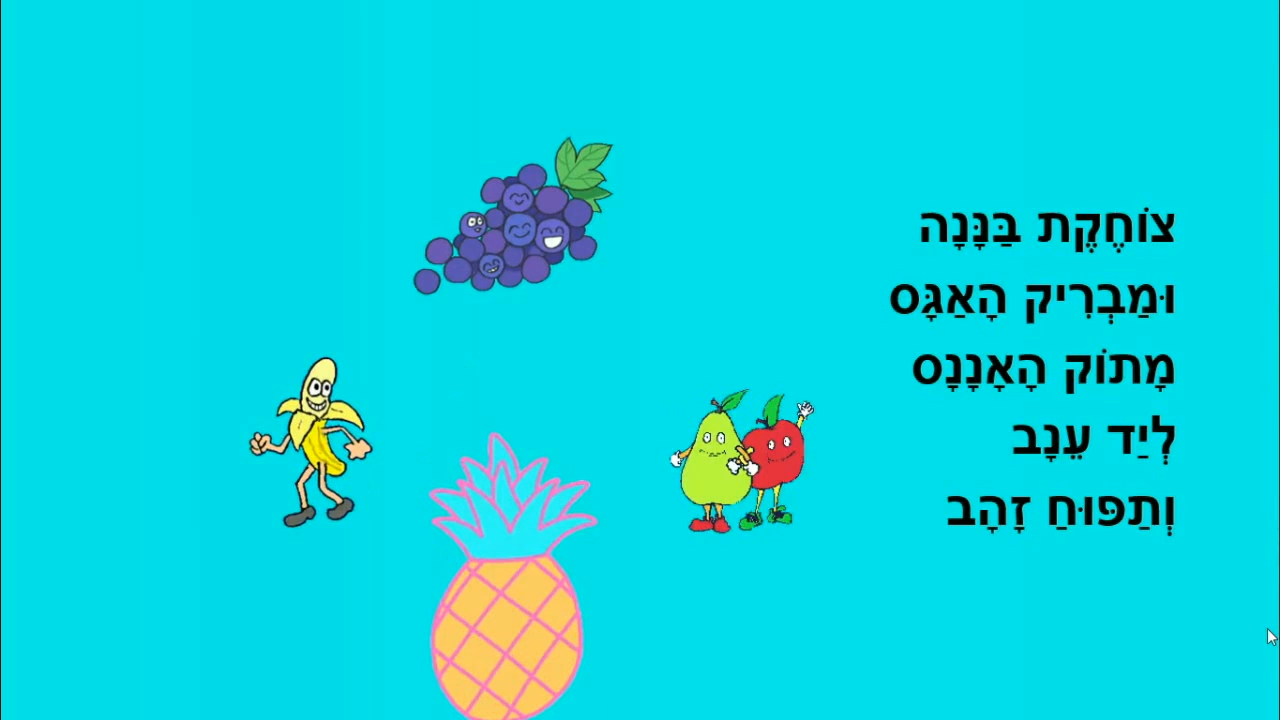 צוֹחֶקֶת בַּנָּנָה
וּמַבְרִיק הָאַגָּס
מָתוֹק הָאָנָנָס
לְיַד עֵנָב
וְתַפּוּחַ זָהָב